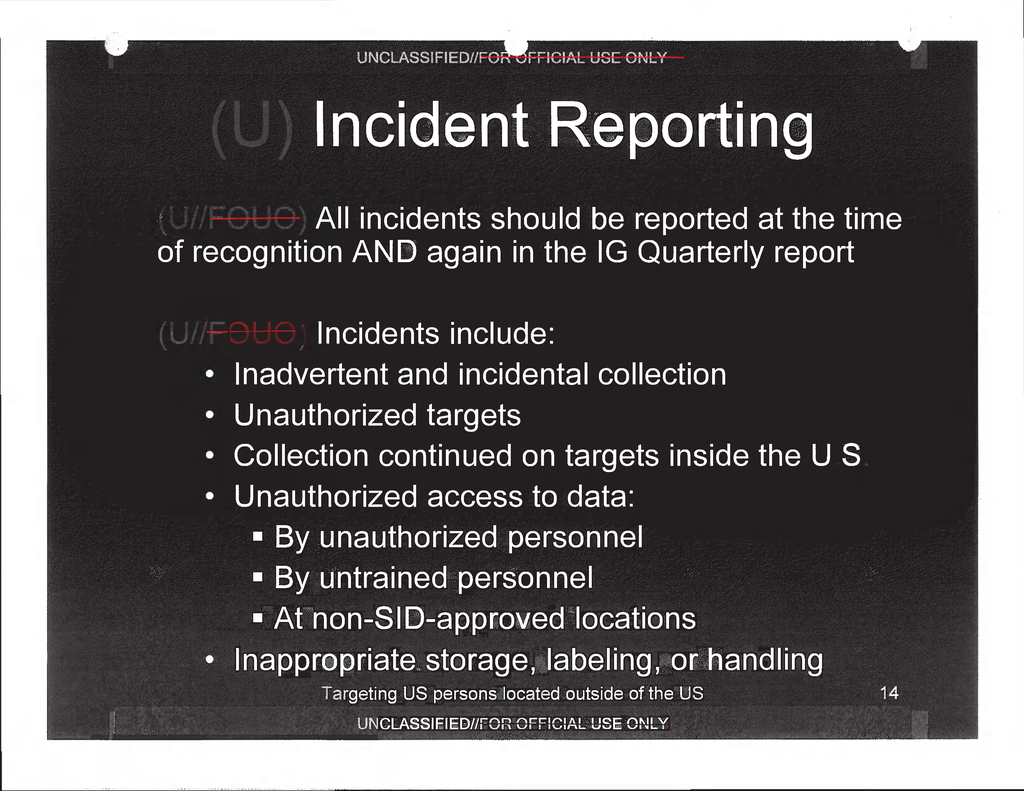 UNCLASSIFIED//FOR OFFICIAL USE ONLY
(U) Incident Reporting
(U//FOUO) All incidents should be reported at the time
of recognition AND again in the IG Quarterly report
(U//FOUO) Incidents include:
• Inadvertent and incidental collection
• Unauthorized targets
• Collection continued on targets inside the U.S.
• Unauthorized access to data:
▪ By unauthorized personnel
▪ By untrained personnel
▪ At non-SID-approved locations
• Inappropriate storage, labeling, or handling
Targeting US persons located outside of the US
14
UNCLASSIFIED//FOR OFFICIAL USE ONLY